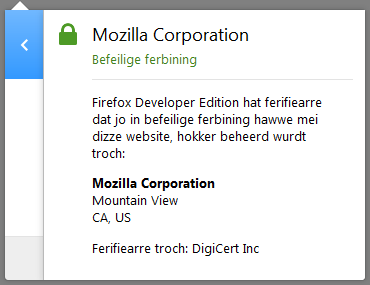 Mozilla Corporation
Befeilige ferbining
Firefox Developer Edition hat ferifiearre
dat jo in befeilige ferbining hawwe mei
dizze website, hokker beheerd wurdt
troch:
Mozilla Corporation
Mountain View
CA, US
Ferifiearre troch: DigiCert Inc